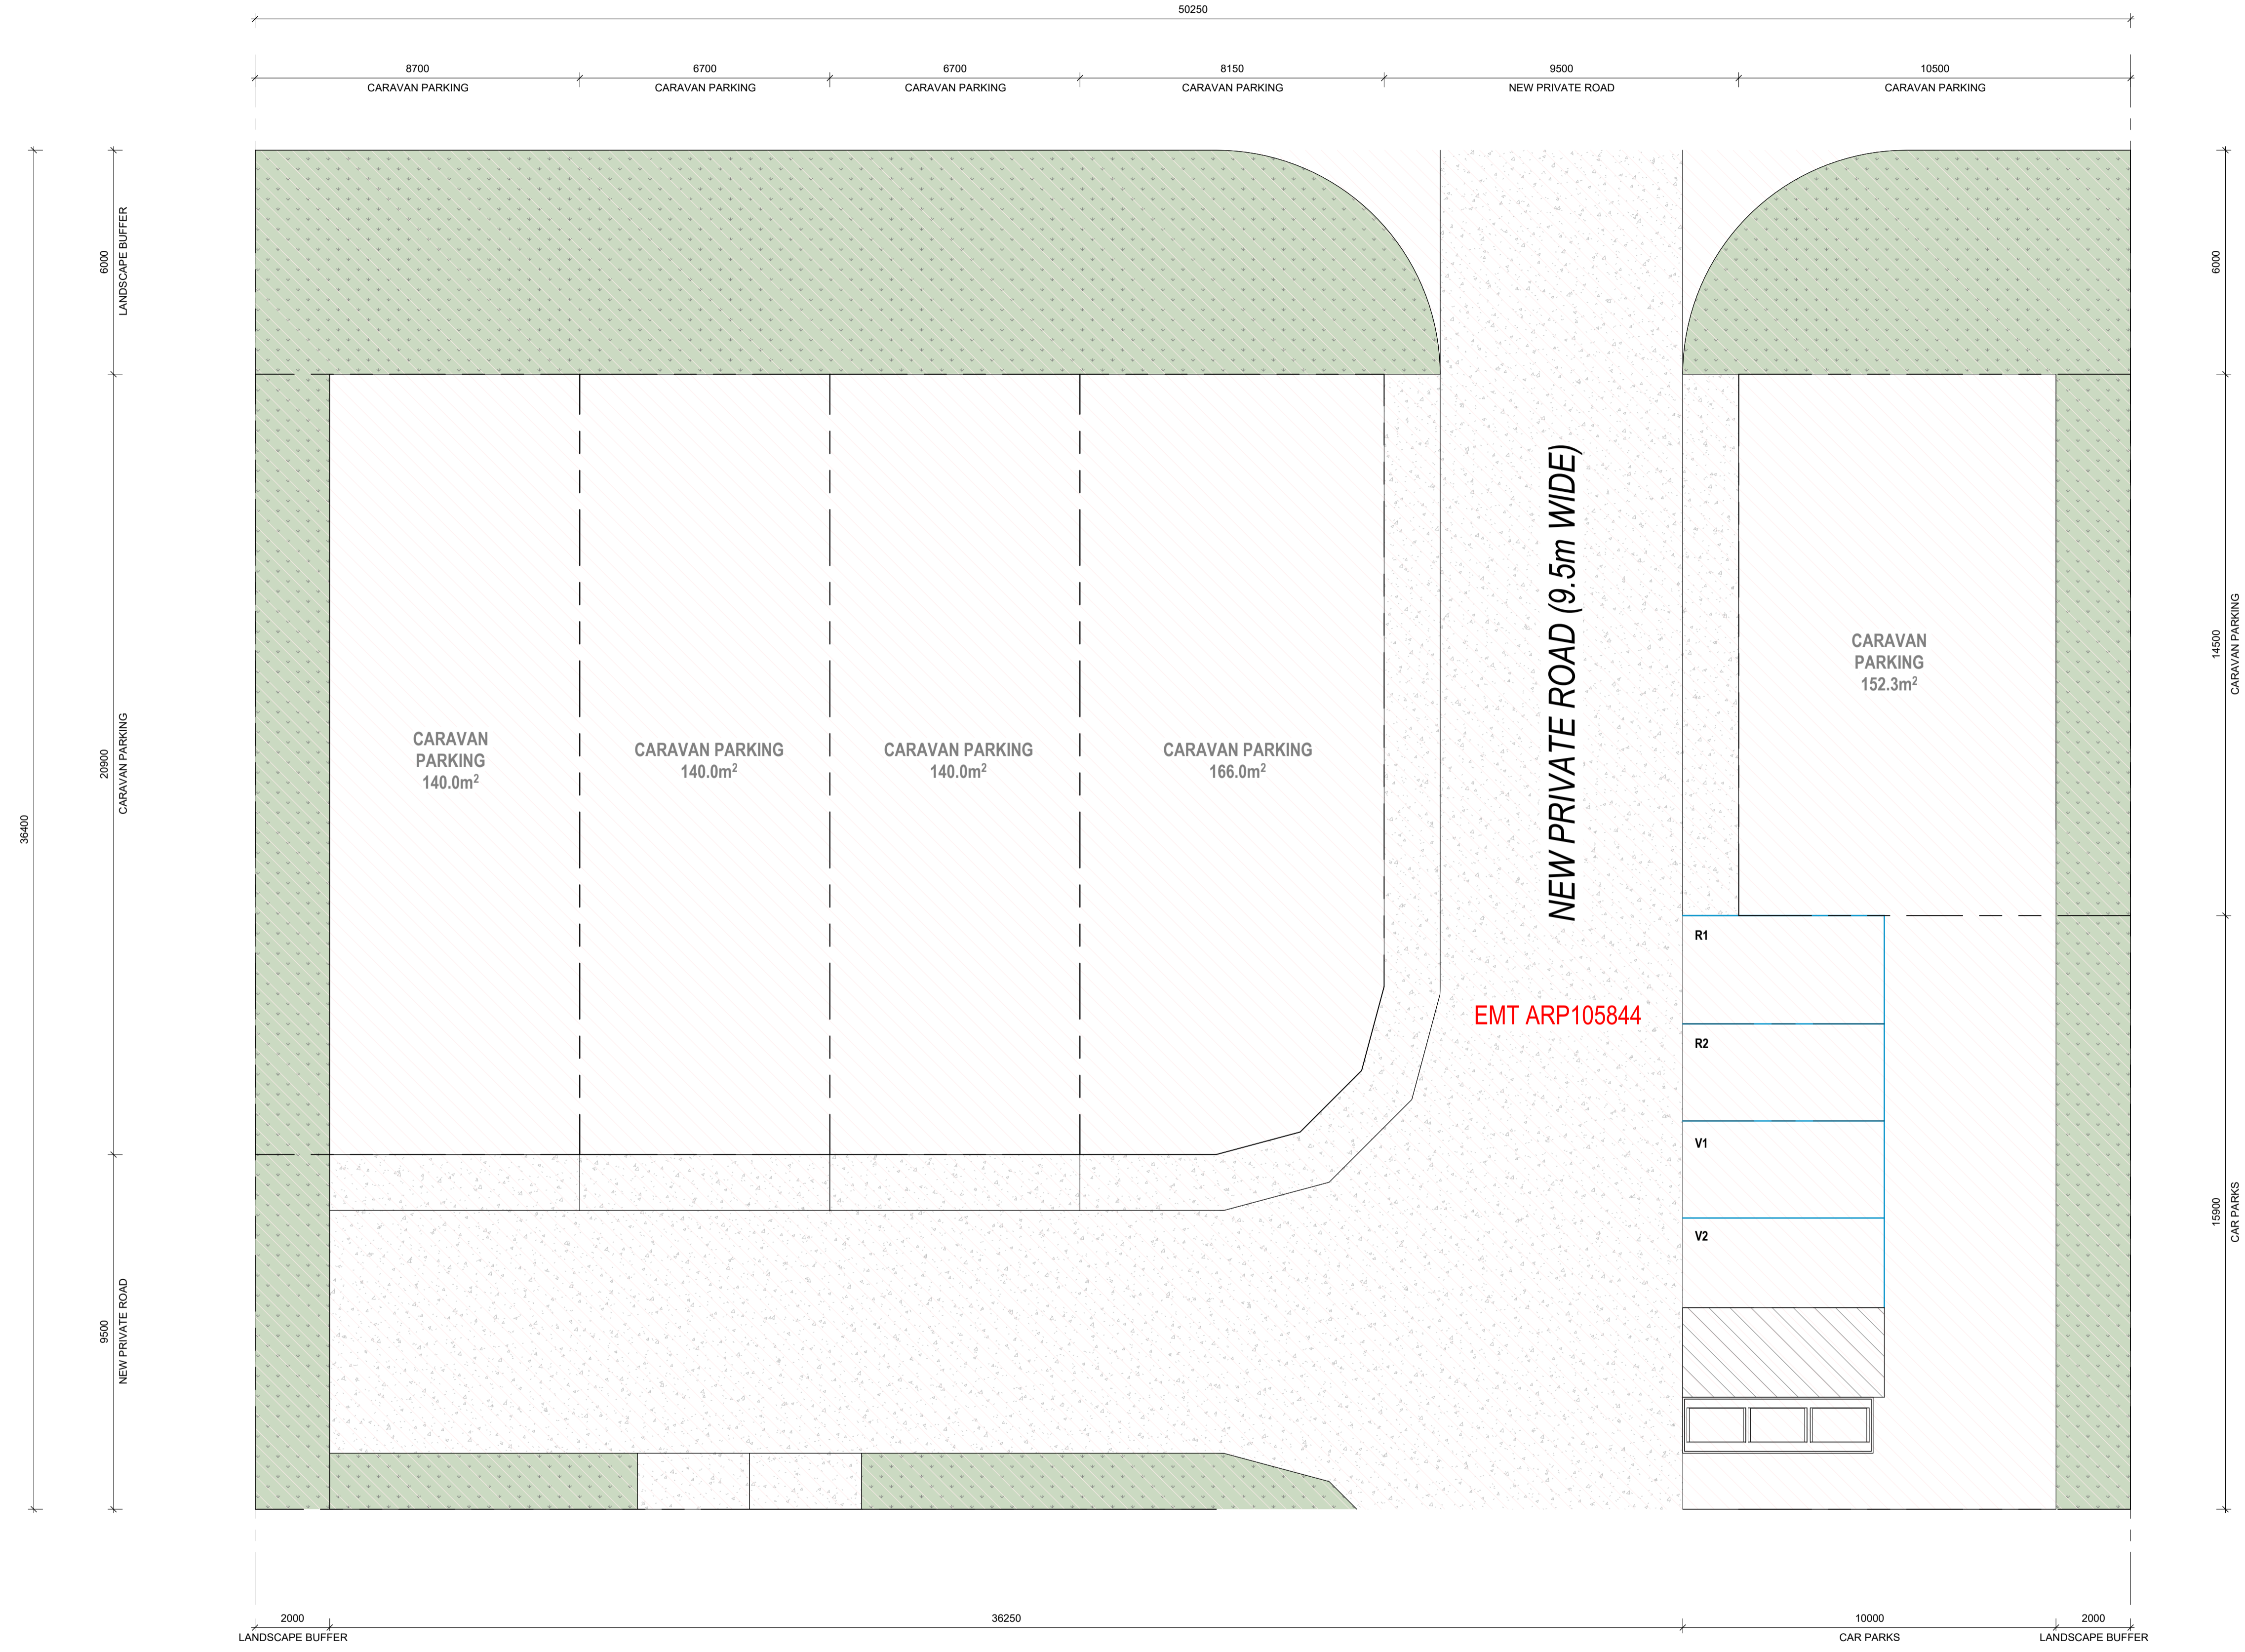 50250
8700
6700
6700
8150
9500
10500
CARAVAN PARKING
CARAVAN PARKING
CARAVAN PARKING
CARAVAN PARKING
NEW PRIVATE ROAD
CARAVAN PARKING
36400
6000
LANDSCAPE BUFFER
20900
CARAVAN PARKING
9500
NEW PRIVATE ROAD
CARAVAN
PARKING
140.0m²
CARAVAN PARKING
140.0m²
CARAVAN PARKING
140.0m²
CARAVAN PARKING
166.0m²
NEW PRIVATE ROAD (9.5m WIDE)
EMT ARP105844
CARAVAN
PARKING
152.3m²
R1
R2
V1
V2
6000
14500
CARAVAN PARKING
15900
CAR PARKS
2000
36250
10000
2000
LANDSCAPE BUFFER
CAR PARKS
LANDSCAPE BUFFER